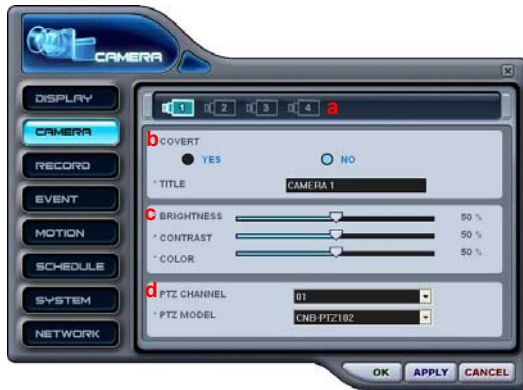 CAMERA
DISPLAY
CAMERA
RECORD
EVENT
MOTION
SCHEDULE
SYSTEM
NETWORK
1 2 3 4 a
b COVERT
YES NO
* TITLE CAMERA 1
c BRIGHTNESS 50 %
* CONTRAST 50 %
* COLOR 50 %
d PTZ CHANNEL 01
* PTZ MODEL CNB-PTZ102
OK APPLY CANCEL